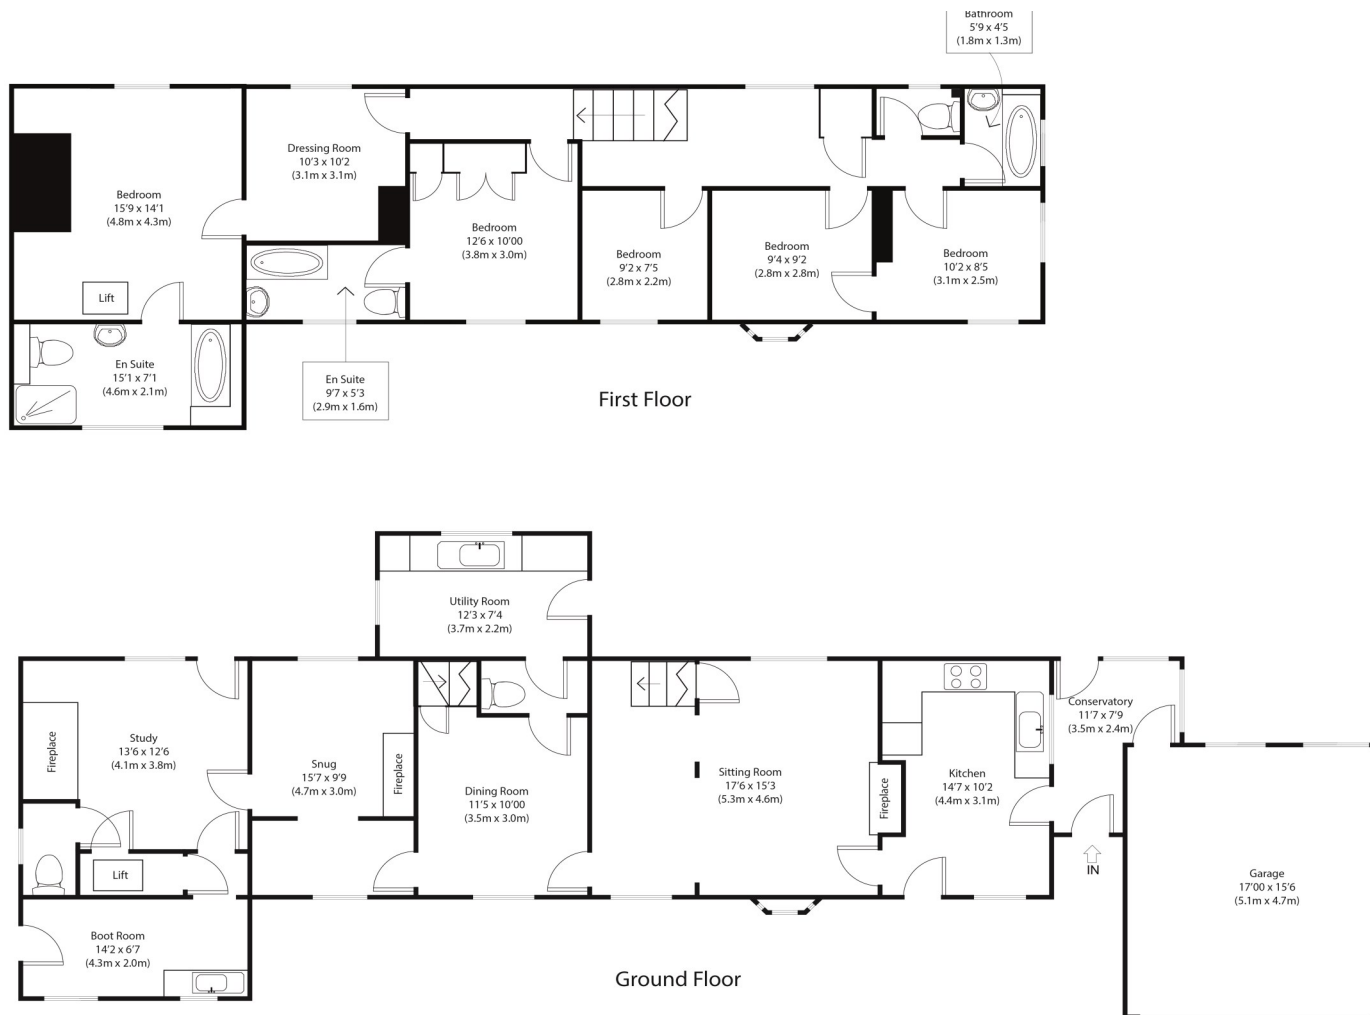 Bathroom
5'9 x 4'5
(1.8m x 1.3m)
Bedroom
15'9 x 14'1
(4.8m x 4.3m)
Lift
Dressing Room
10'3 x 10'2
(3.1m x 3.1m)
Bedroom
12'6 x 10'00
(3.8m x 3.0m)
Bedroom
9'2 x 7'5
(2.8m x 2.2m)
Bedroom
9'4 x 9'2
(2.8m x 2.8m)
Bedroom
10'2 x 8'5
(3.1m x 2.5m)
En Suite
15'1 x 7'1
(4.6m x 2.1m)
En Suite
9'7 x 5'3
(2.9m x 1.6m)
First Floor
Utility Room
12'3 x 7'4
(3.7m x 2.2m)
Study
13'6 x 12'6
(4.1m x 3.8m)
Fireplace
Snug
15'7 x 9'9
(4.7m x 3.0m)
Fireplace
Dining Room
11'5 x 10'00
(3.5m x 3.0m)
Sitting Room
17'6 x 15'3
(5.3m x 4.6m)
Fireplace
Kitchen
14'7 x 10'2
(4.4m x 3.1m)
Conservatory
11'7 x 7'9
(3.5m x 2.4m)
IN
Garage
17'00 x 15'6
(5.1m x 4.7m)
Lift
Boot Room
14'2 x 6'7
(4.3m x 2.0m)
Ground Floor